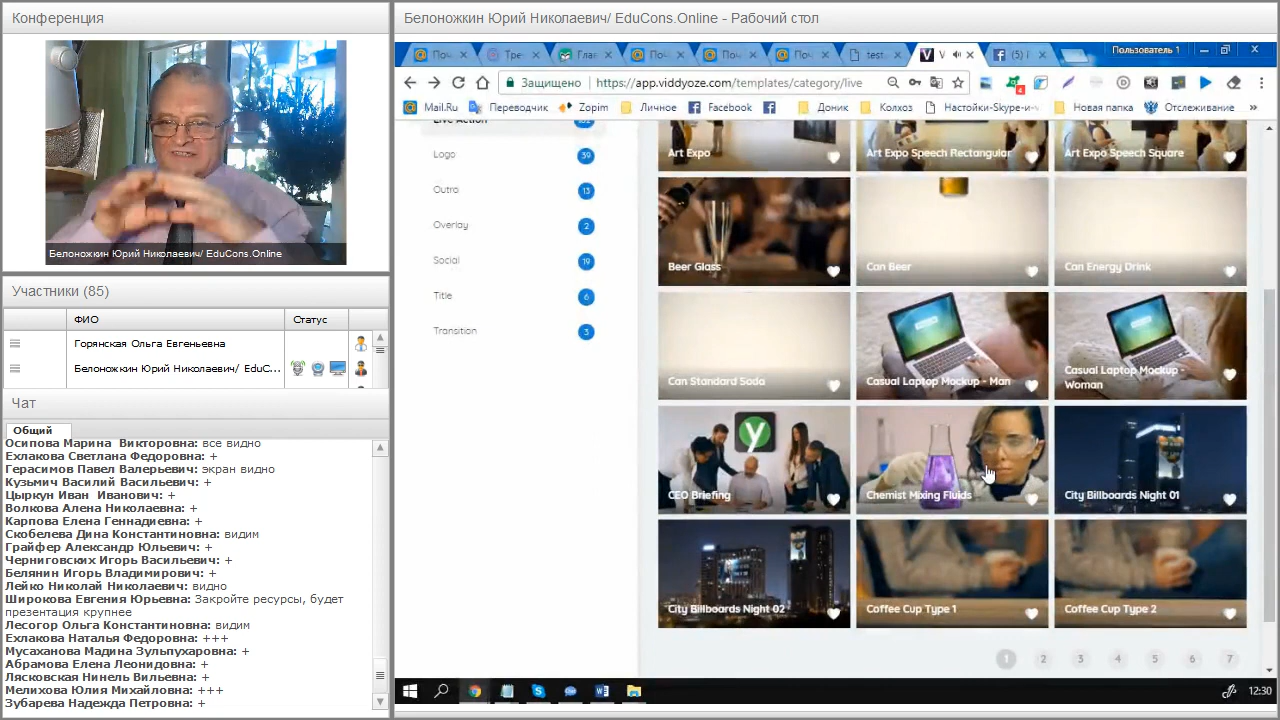 Конференция
Белоножкин Юрий Николаевич/ EduCons.Online
Участники (85)
ФИО Статус
Горянская Ольга Евгеньевна
Белоножкин Юрий Николаевич/ EduC...
Чат
Общий
Осипова Марина Викторовна: все видно
Ехлакова Светлана Федоровна: +
Герасимов Павел Валерьевич: экран видно
Кузьмич Василий Васильевич: +
Цыркун Иван Иванович: +
Волкова Алена Николаевна: +
Карпова Елена Геннадиевна: +
Скобелева Дина Константиновна: видим
Грайфер Александр Юльевич: +
Черниговских Игорь Васильевич: +
Белянин Игорь Владимирович: +
Лейко Николай Николаевич: видно
Широкова Евгения Юрьевна: Закройте ресурсы, будет
презентация крупнее
Лесогор Ольга Константиновна: видим
Ехлакова Наталья Федоровна: +++
Мусаханова Мадина Зульпухаровна: +
Абрамова Елена Леонидовна: +
Лясковская Нинель Вильевна: +
Мелихова Юлия Михайловна: +++
Зубарева Надежда Петровна: +
Белоножкин Юрий Николаевич/ EduCons.Online - Рабочий стол
Поч Тре Глав Поч Поч Поч test V (5) Пользователь 1
Защищено https://app.viddyoze.com/templates/category/live
Mail.Ru Переводчик Zopim Личное Facebook Доник Колхоз Настойки-Skype-и- Новая папка Отслеживание »
Live Action
Logo 39
Outro 13
Overlay 2
Social 19
Title 6
Transition 3
Art Expo Art Expo Speech Rectangular Art Expo Speech Square
Beer Glass Can Beer Can Energy Drink
Can Standard Soda Casual Laptop Mockup - Man Casual Laptop Mockup -
Woman
CEO Briefing Chemist Mixing Fluids City Billboards Night 01
City Billboards Night 02 Coffee Cup Type 1 Coffee Cup Type 2
1 2 3 4 5 6 7
12:30